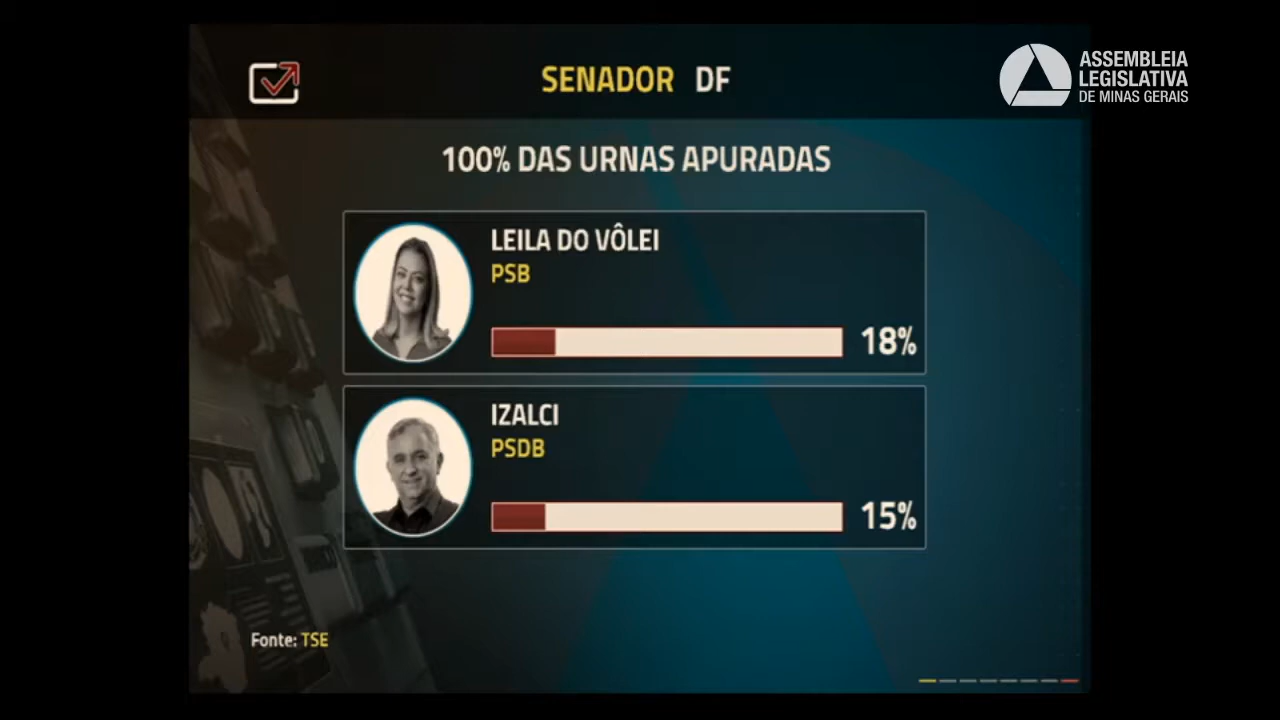 SENADOR DF
ASSEMBLEIA
LEGISLATIVA
DE MINAS GERAIS
100% DAS URNAS APURADAS
LEILA DO VÔLEI
PSB
18%
IZALCI
PSDB
15%
Fonte: TSE